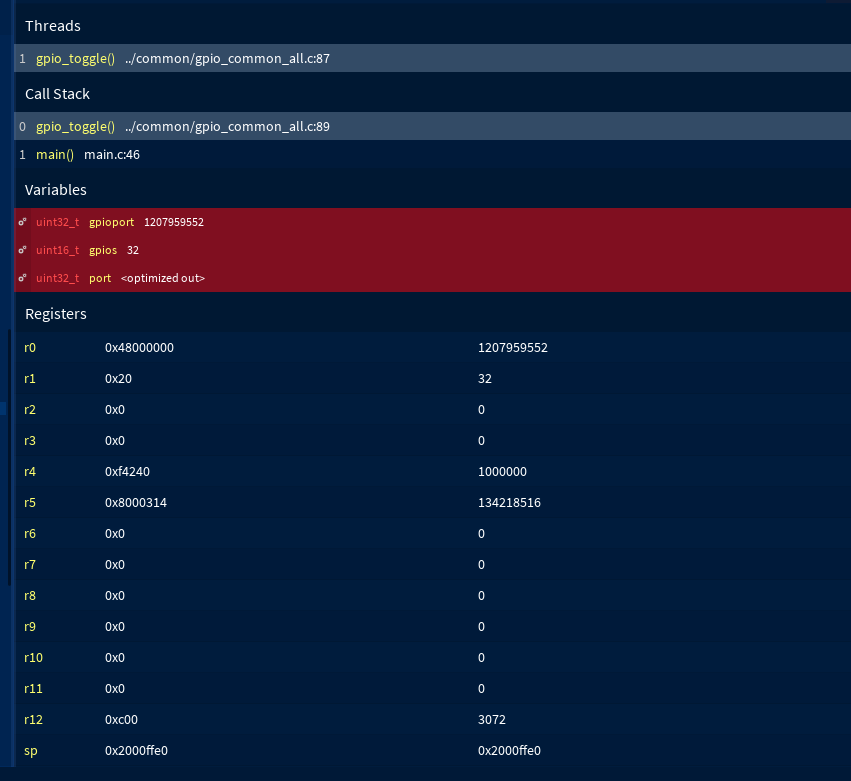 Threads
1 gpio_toggle() ../common/gpio_common_all.c:87
Call Stack
0 gpio_toggle() ../common/gpio_common_all.c:89
1 main() main.c:46
Variables
uint32_t gpioport 1207959552
uint16_t gpios 32
uint32_t port <optimized out>
Registers
r0 0x48000000 1207959552
r1 0x20 32
r2 0x0 0
r3 0x0 0
r4 0xf4240 1000000
r5 0x8000314 134218516
r6 0x0 0
r7 0x0 0
r8 0x0 0
r9 0x0 0
r10 0x0 0
r11 0x0 0
r12 0xc00 3072
sp 0x2000ffe0 0x2000ffe0